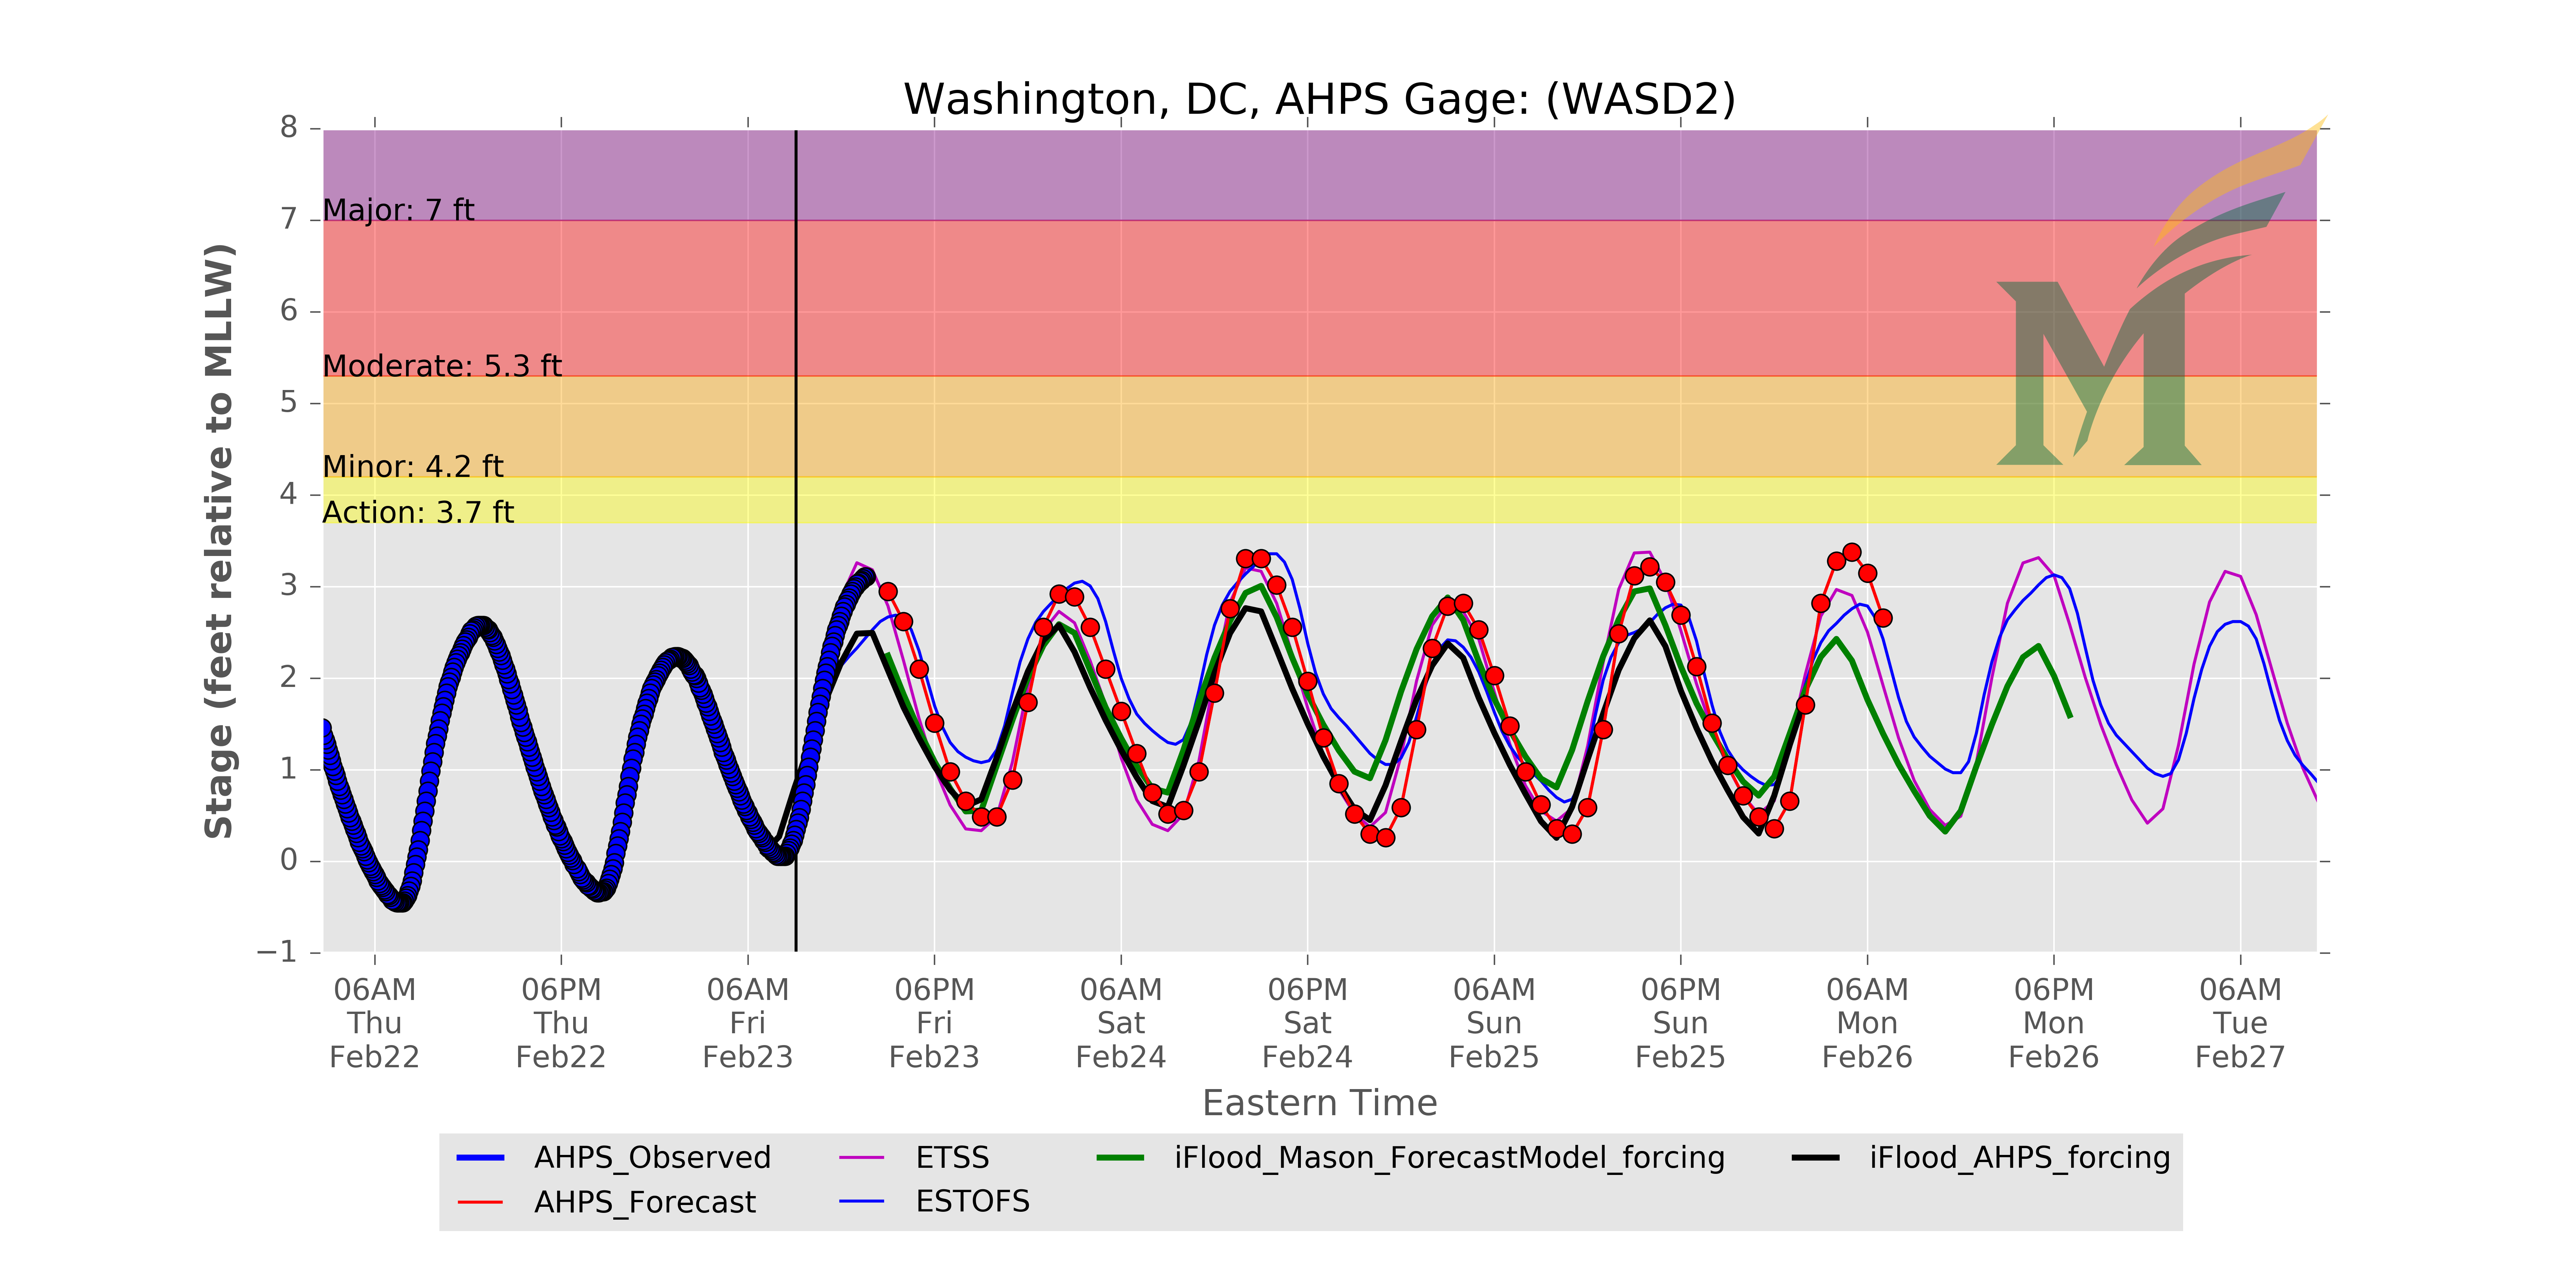 Washington, DC, AHPS Gage: (WASD2)
8
7
6
5
4
3
2
1
0
−1
Stage (feet relative to MLLW)
Major: 7 ft
Moderate: 5.3 ft
Minor: 4.2 ft
Action: 3.7 ft
M
06AM 06PM 06AM 06PM 06AM 06PM 06AM 06PM 06AM 06PM 06AM
Thu Thu Fri Fri Sat Sat Sun Sun Mon Mon Tue
Feb22 Feb22 Feb23 Feb23 Feb24 Feb24 Feb25 Feb25 Feb26 Feb26 Feb27
Eastern Time
AHPS_Observed ETSS iFlood_Mason_ForecastModel_forcing iFlood_AHPS_forcing
AHPS_Forecast ESTOFS